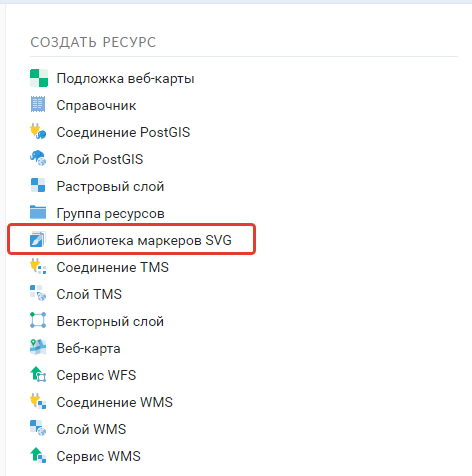 СОЗДАТЬ РЕСУРС
Подложка веб-карты
Справочник
Соединение PostGIS
Слой PostGIS
Растровый слой
Группа ресурсов
Библиотека маркеров SVG
Соединение TMS
Слой TMS
Векторный слой
Веб-карта
Сервис WFS
Соединение WMS
Слой WMS
Сервис WMS